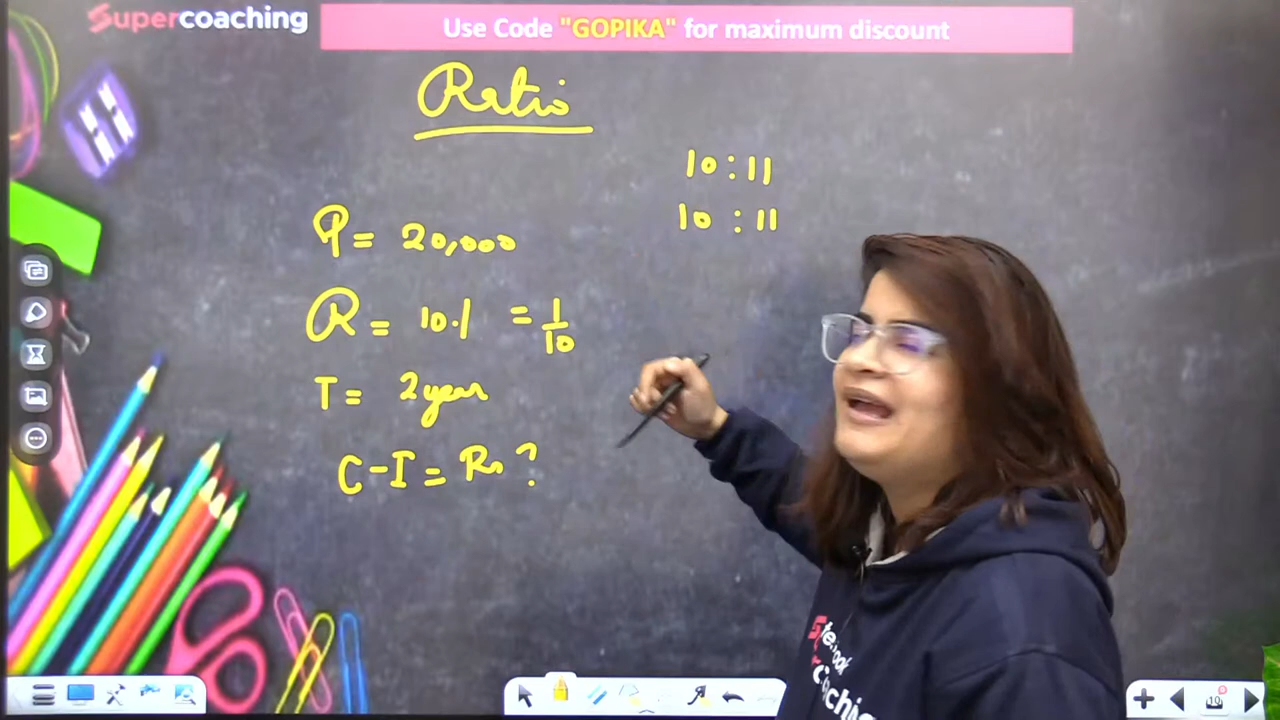 Supercoaching
Use Code "GOPIKA" for maximum discount
Ratio
10 : 11
10 : 11
P = 20,000
R = 10% = 1/10
T = 2 year
C-I = Rs ?